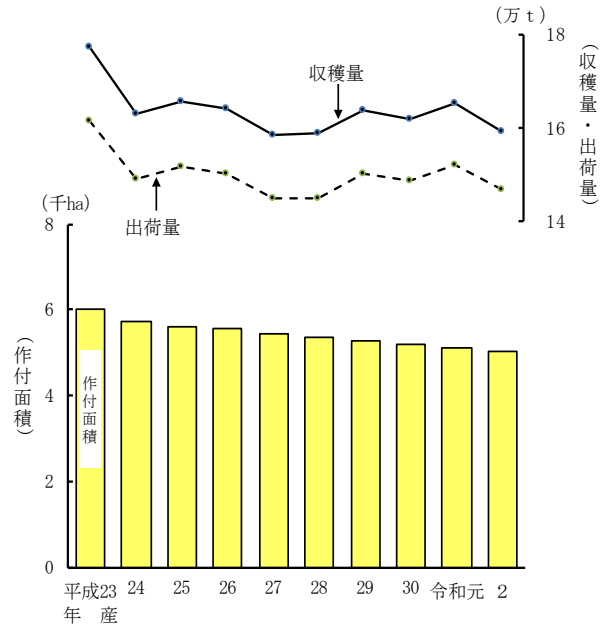 (万ｔ)
18
(収穫量・出荷量)
収穫量
16
(千ha)
出荷量
14
8
6
(作付面積)
作付面積
4
2
0
平成23 24 25 26 27 28 29 30 令和元 2
年 産